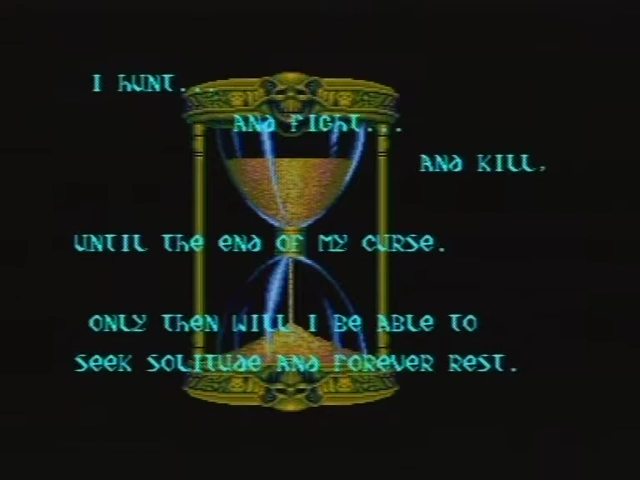 I hunt..
And fight...
And kill.
Until the end of my curse.
Only then will I be able to
seek solitude and forever rest.